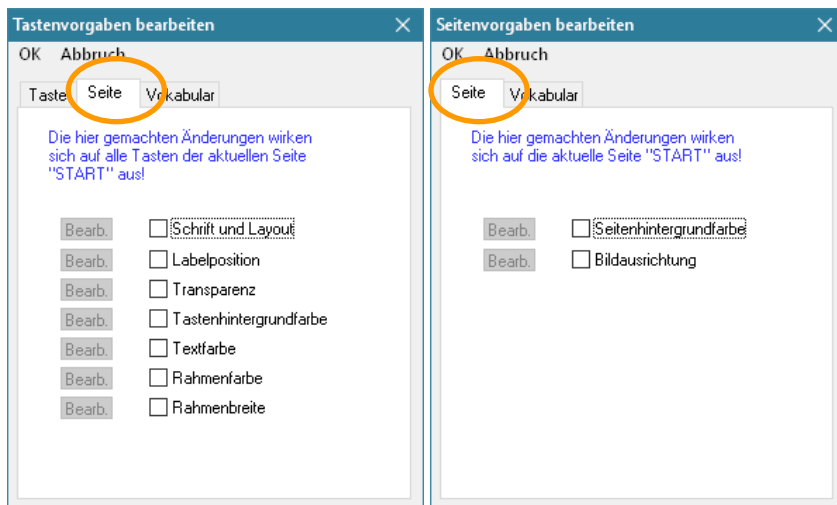 Tastenvorgaben bearbeiten
OK Abbruch
Taste Seite Vokabular
Die hier gemachten Änderungen wirken
sich auf alle Tasten der aktuellen Seite
"START" aus!
Bearb. Schrift und Layout
Bearb. Labelposition
Bearb. Transparenz
Bearb. Tastenhintergrundfarbe
Bearb. Textfarbe
Bearb. Rahmenfarbe
Bearb. Rahmenbreite
Seitenvorgaben bearbeiten
OK Abbruch
Seite Vokabular
Die hier gemachten Änderungen wirken
sich auf die aktuelle Seite "START" aus!
Bearb. Seitenhintergrundfarbe
Bearb. Bildausrichtung